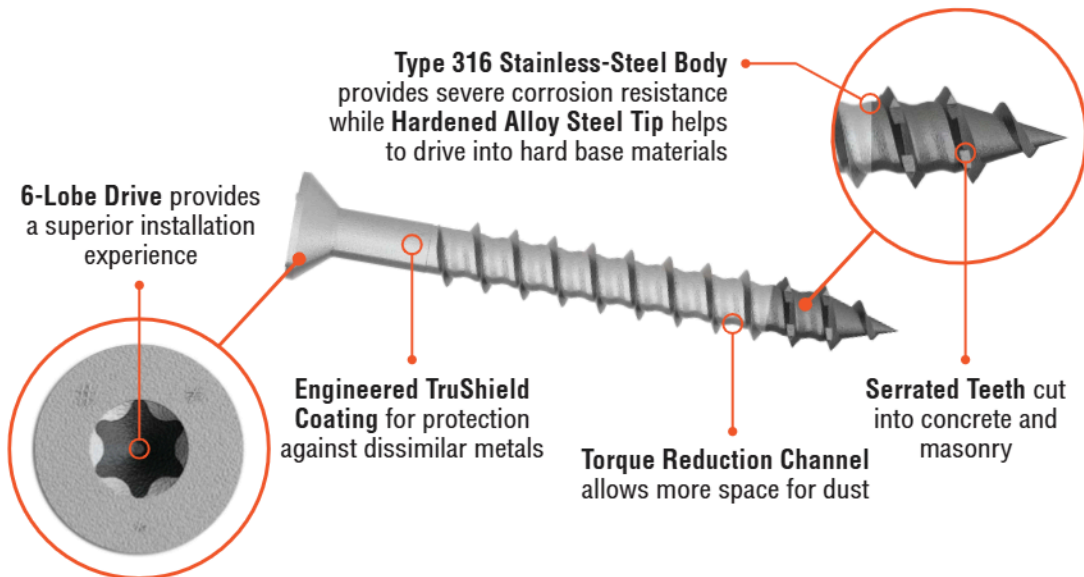 Type 316 Stainless-Steel Body
provides severe corrosion resistance
while Hardened Alloy Steel Tip helps
to drive into hard base materials
6-Lobe Drive provides
a superior installation
experience
Engineered TruShield
Coating for protection
against dissimilar metals
Torque Reduction Channel
allows more space for dust
Serrated Teeth cut
into concrete and
masonry